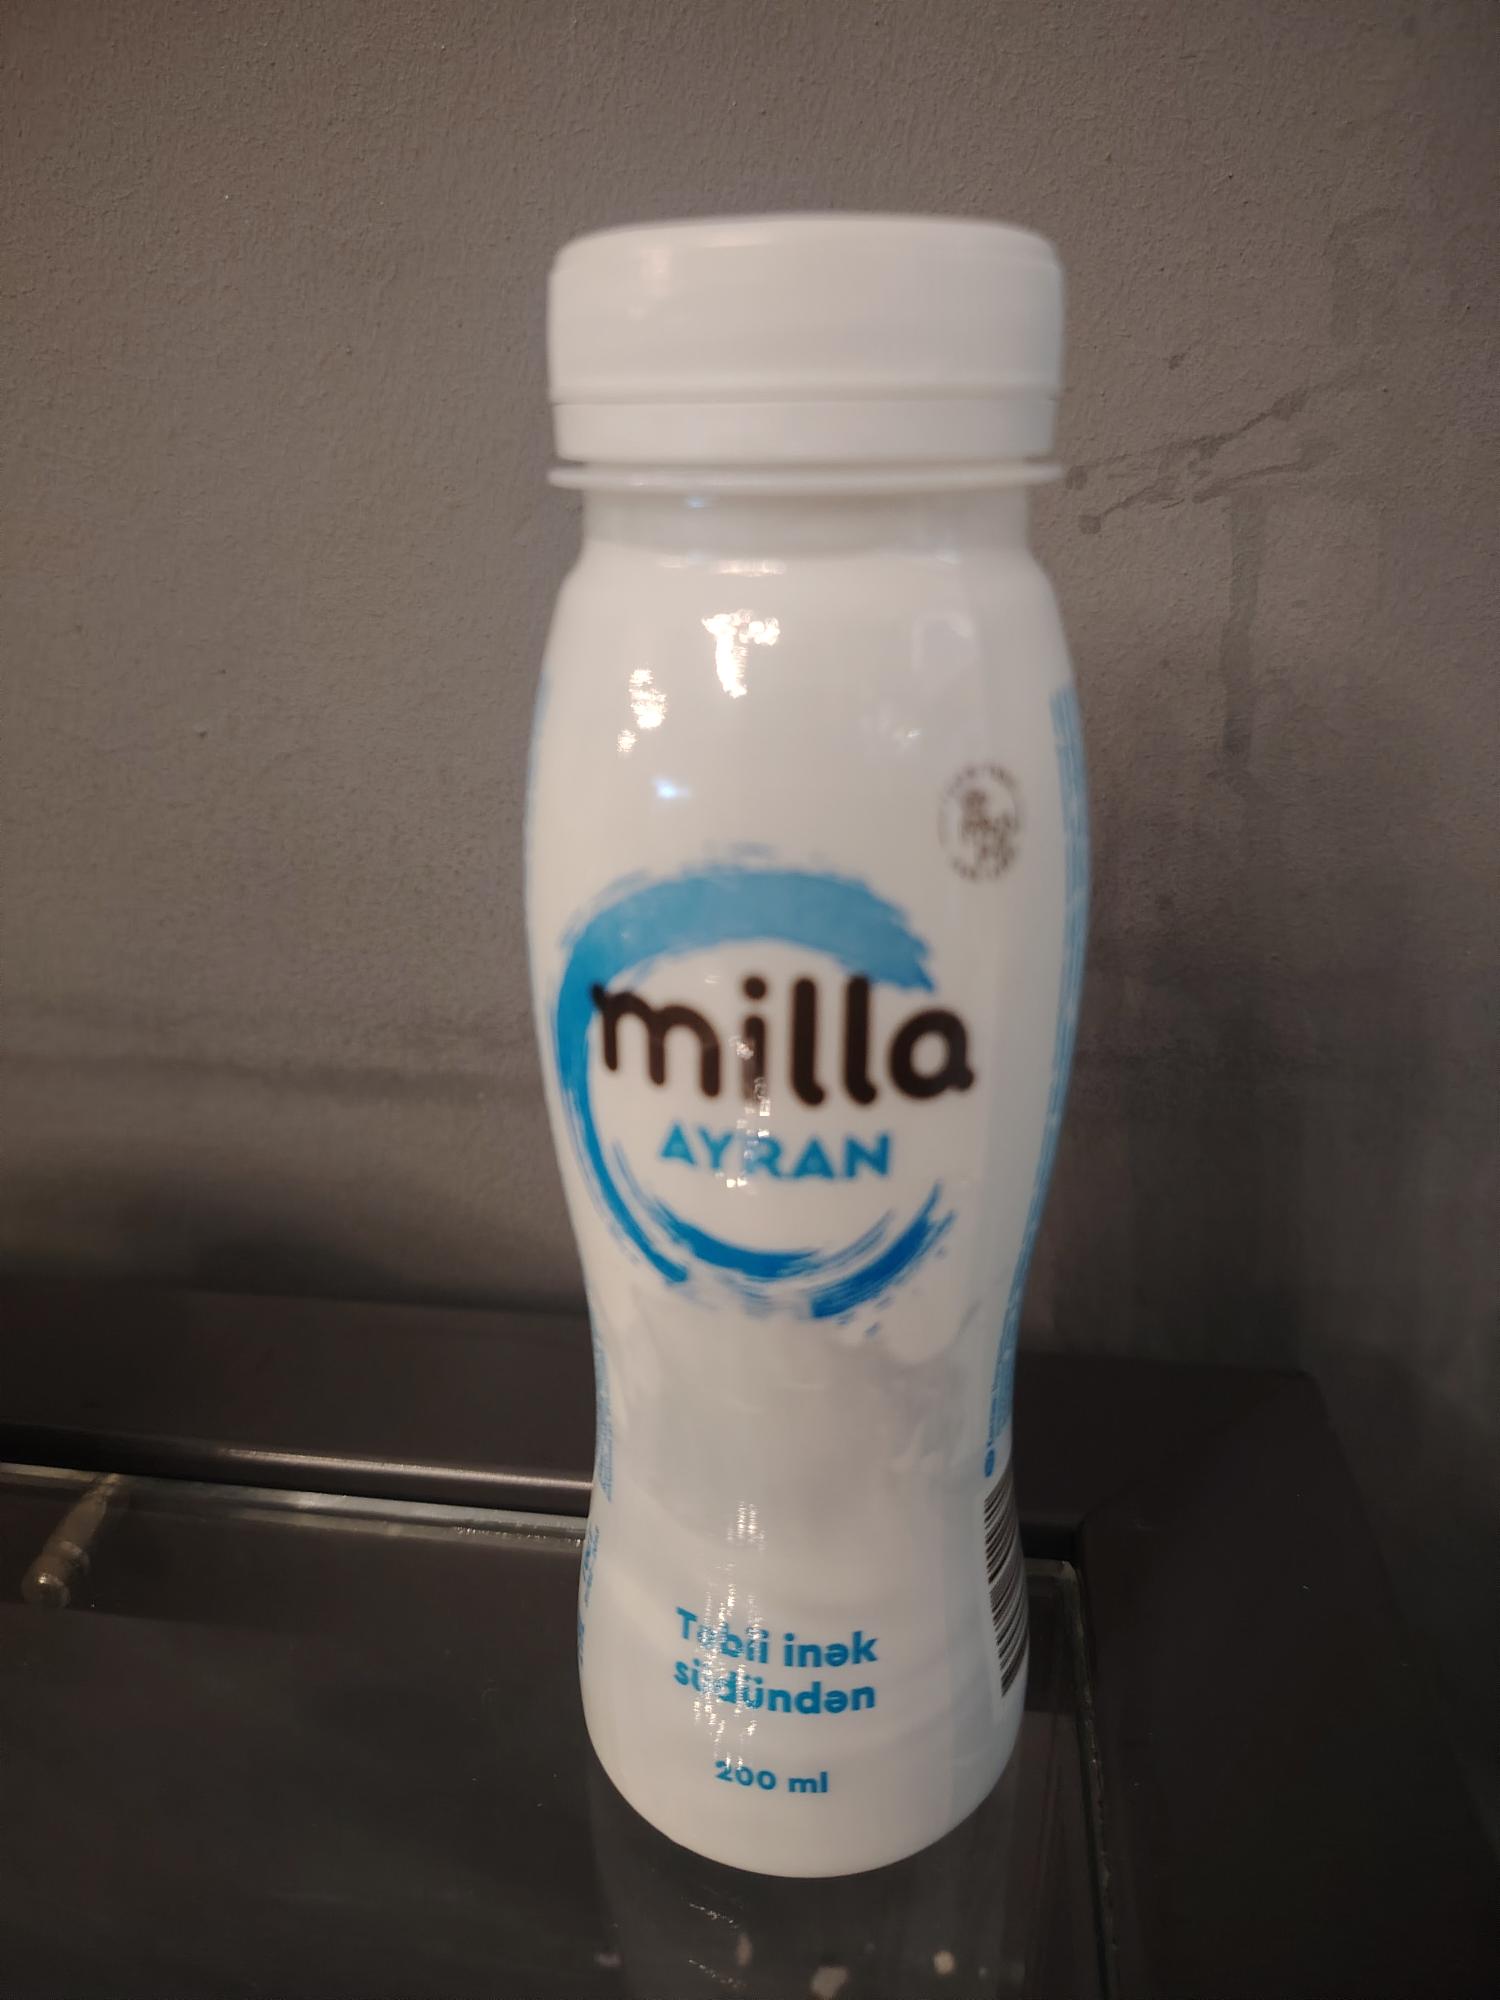 milla
AYRAN
Təbii inək
südündən
200 ml